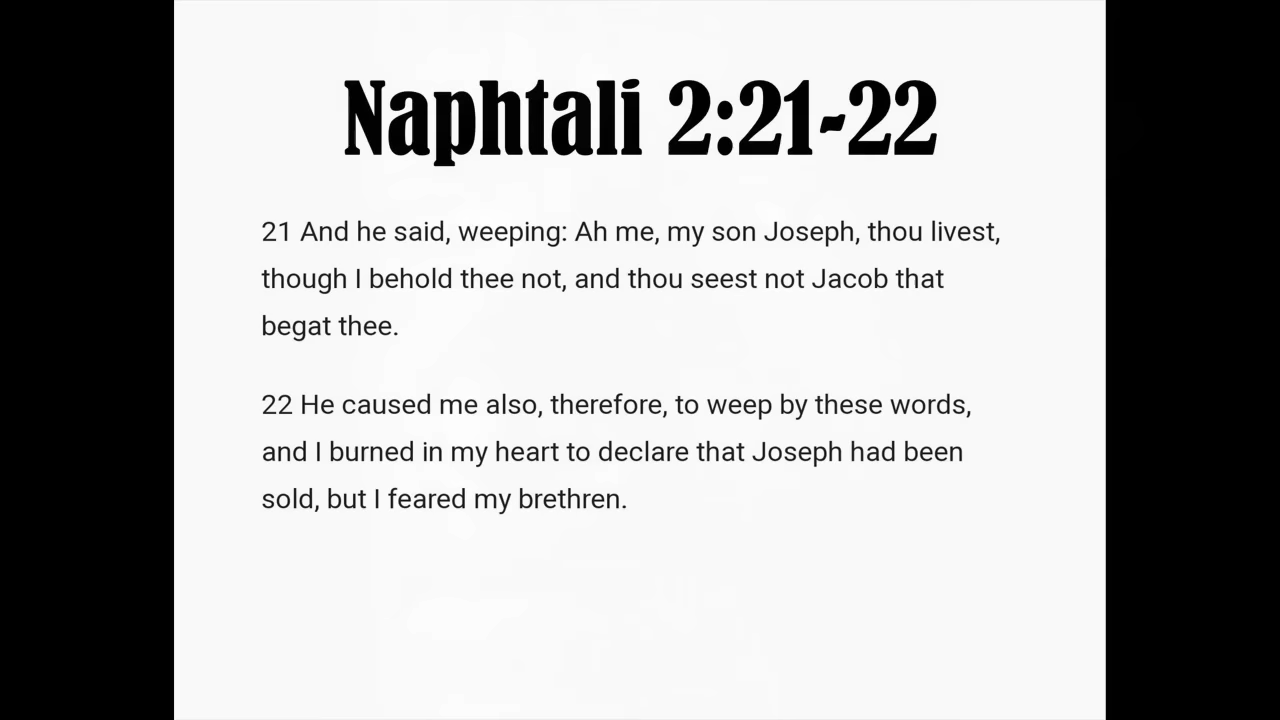 Naphtali 2:21-22
21 And he said, weeping: Ah me, my son Joseph, thou livest,
though I behold thee not, and thou seest not Jacob that
begat thee.
22 He caused me also, therefore, to weep by these words,
and I burned in my heart to declare that Joseph had been
sold, but I feared my brethren.